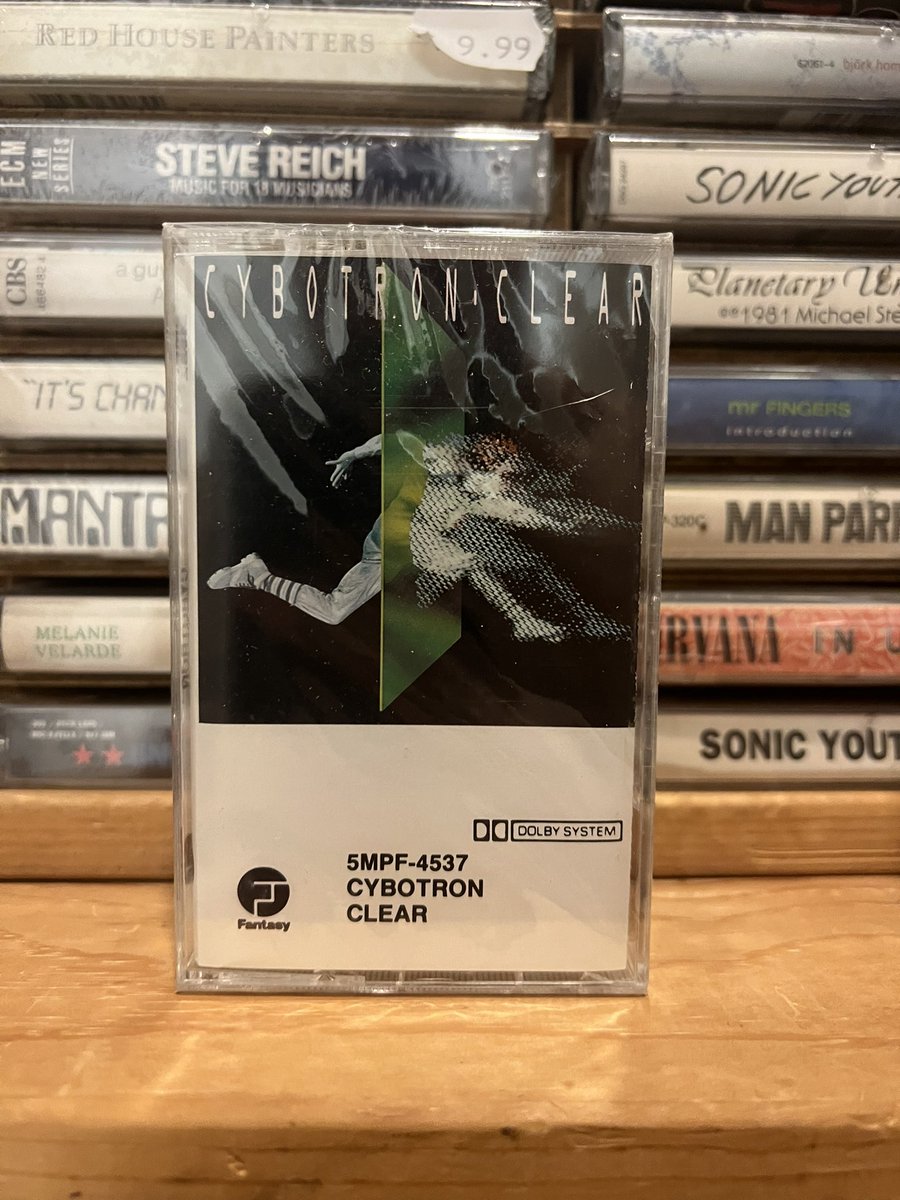 RED HOUSE PAINTERS
9.99
björk
ECM
NEW
SERIES
STEVE REICH
MUSIC FOR 18 MUSICIANS
SONIC YOUT
CBS
a gu
Planetary Un
1981 Michael Ste
"IT'S CHAN
mr FINGERS
introduction
MANTR
MAN PAR
MELANIE
VELARDE
RVANA IN U
SONIC YOUT
CYBOTRON CLEAR
DOLBY SYSTEM
5MPF-4537
CYBOTRON
CLEAR
Fantasy